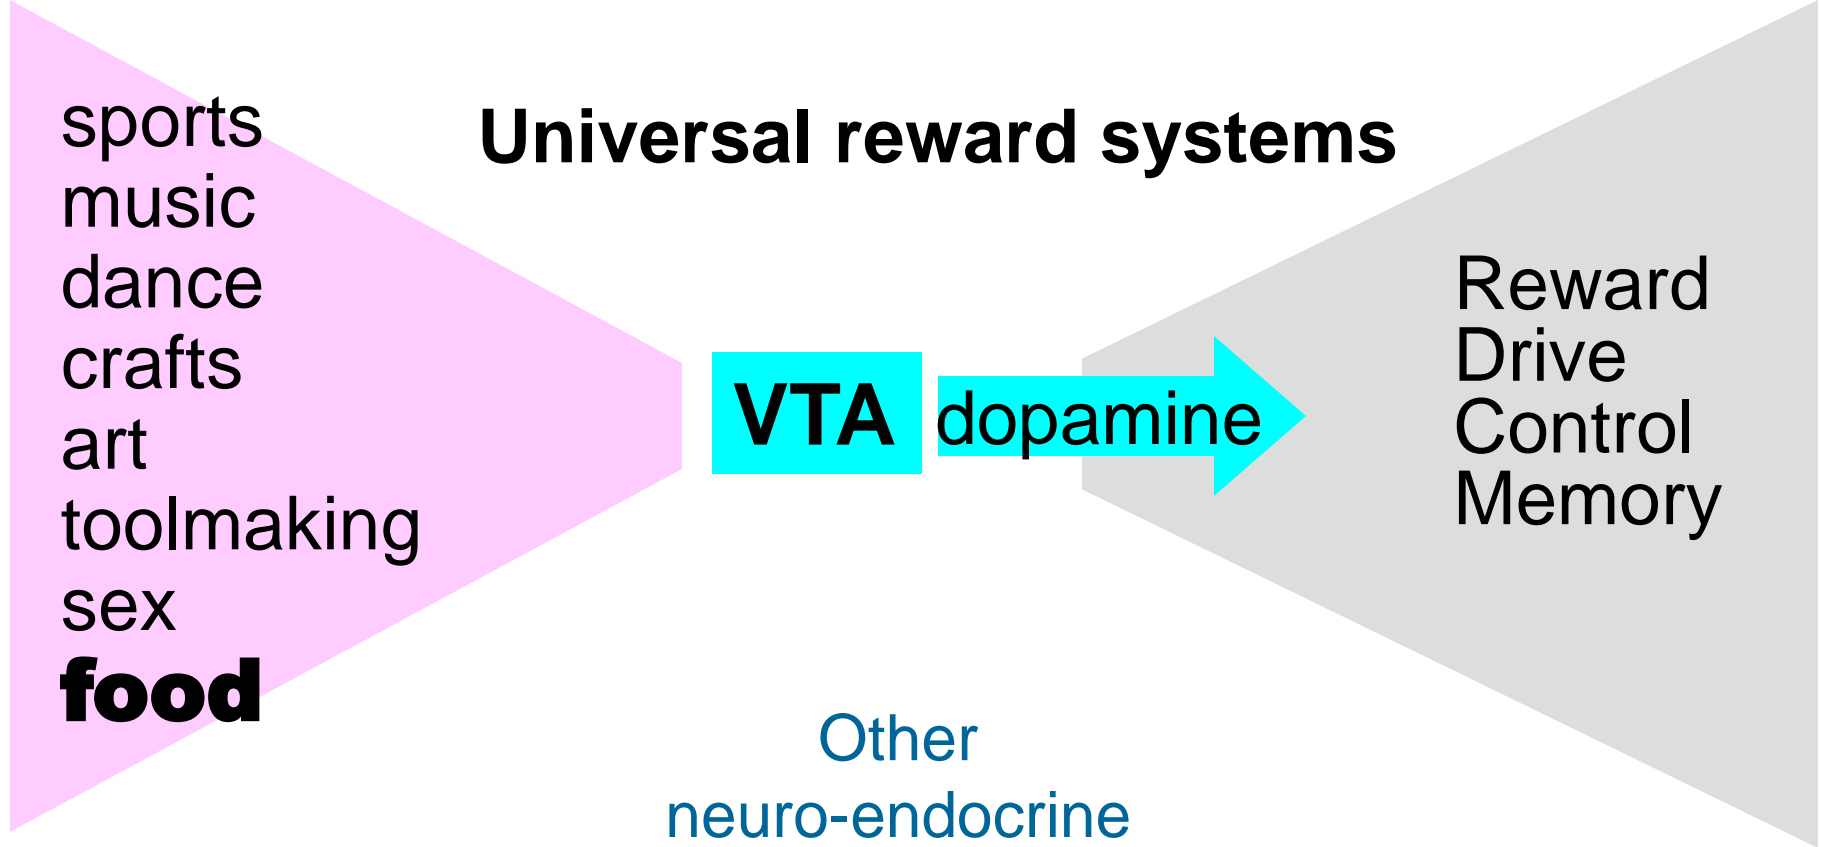 Universal reward systems
sports
music
dance
crafts
art
toolmaking
sex
food
VTA
dopamine
Reward
Drive
Control
Memory
Other
neuro-endocrine